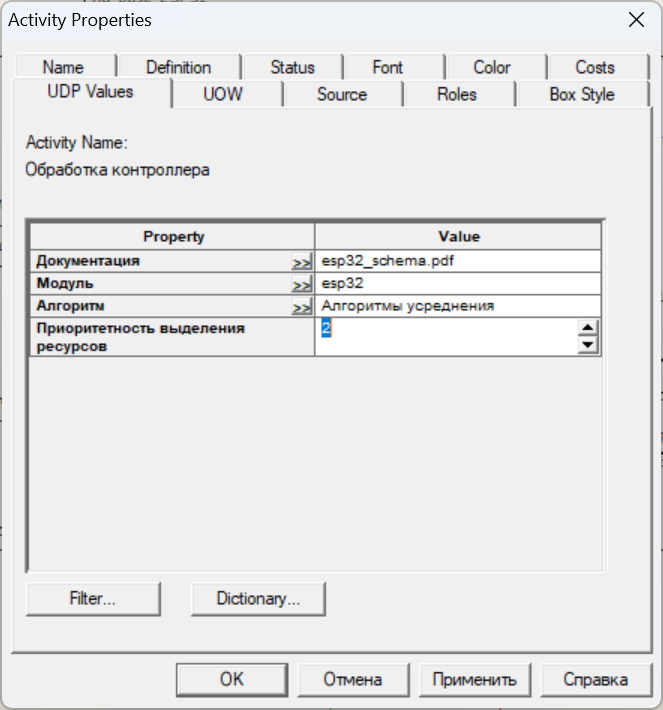 Activity Properties
Name Definition Status Font Color Costs
UDP Values UOW Source Roles Box Style
Activity Name:
Обработка контроллера
Property Value
Документация >> esp32_schema.pdf
Модуль >> esp32
Алгоритм >> Алгоритмы усреднения
Приоритетность выделения 2
ресурсов
Filter... Dictionary...
OK Отмена Применить Справка